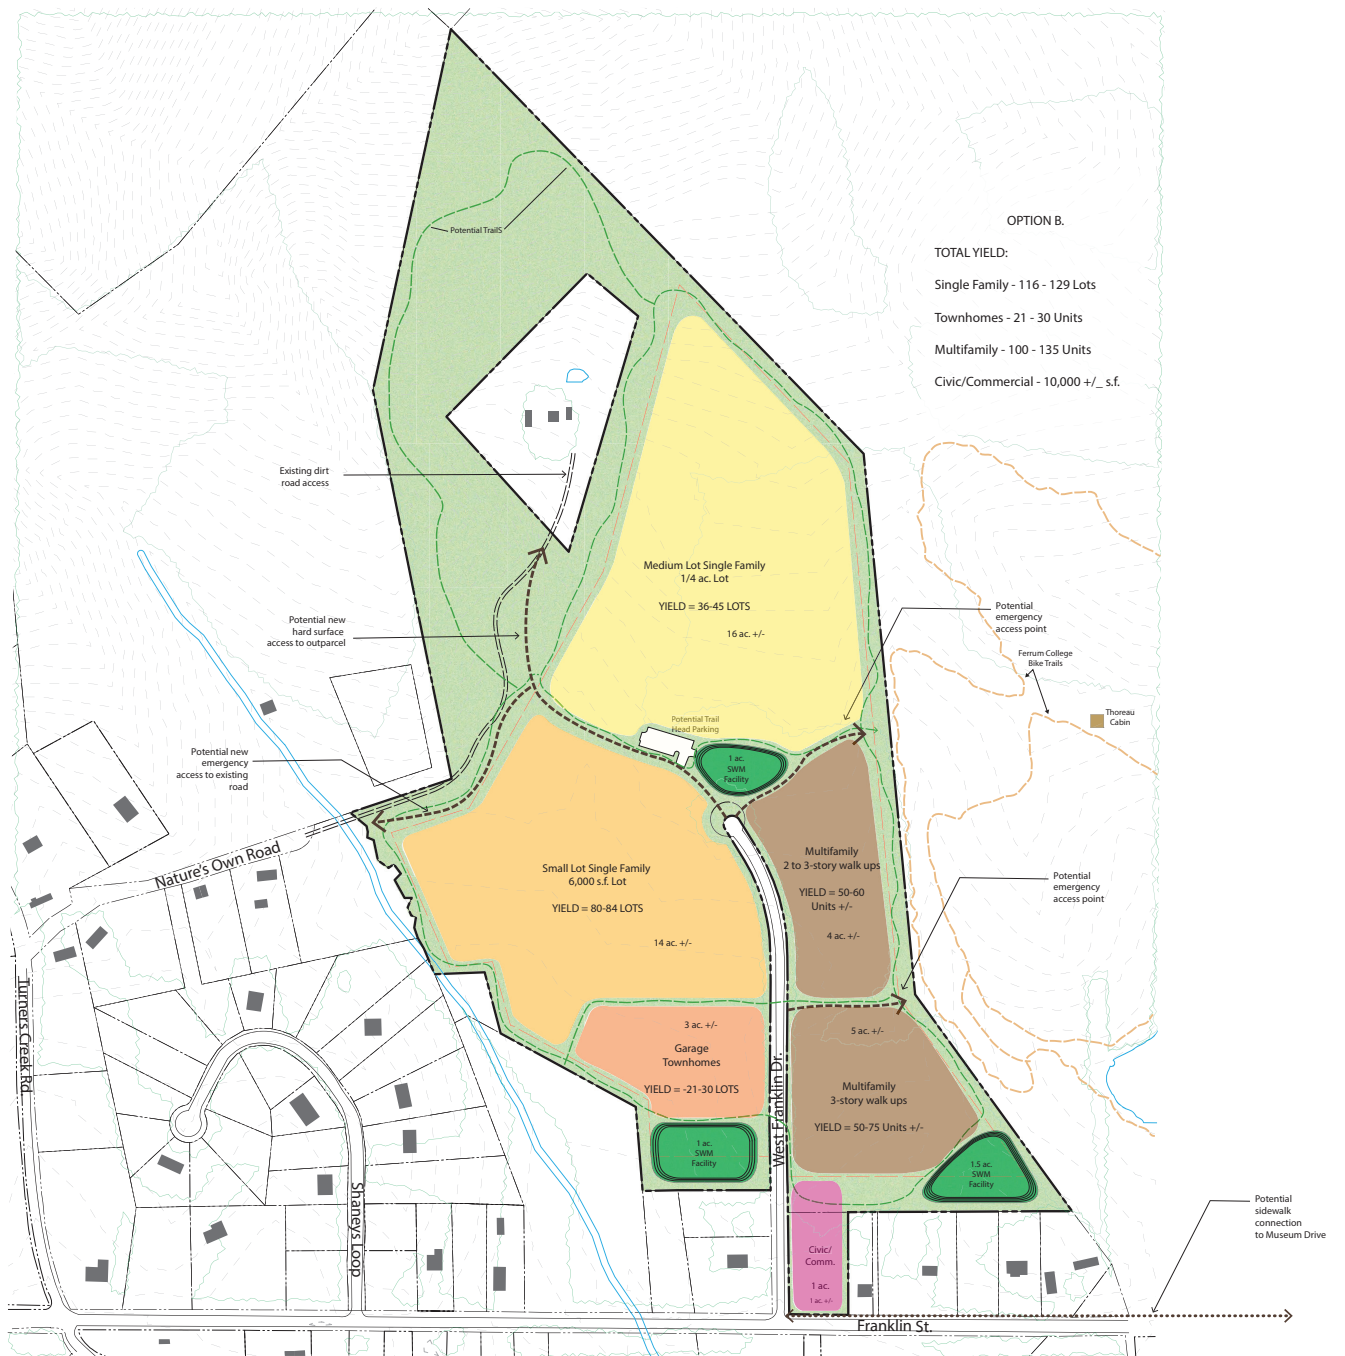 OPTION B.
TOTAL YIELD:
Single Family - 116 - 129 Lots
Townhomes - 21 - 30 Units
Multifamily - 100 - 135 Units
Civic/Commercial - 10,000 +/_ s.f.
Potential TrailS
Existing dirt
road access
Medium Lot Single Family
1/4 ac. Lot
YIELD = 36-45 LOTS
16 ac. +/-
Potential new
hard surface
access to outparcel
Potential
emergency
access point
Ferrum College
Bike Trails
Thoreau
Cabin
Potential Trail
Head Parking
1 ac.
SWM
Facility
Potential new
emergency
access to existing
road
Nature's Own Road
Small Lot Single Family
6,000 s.f. Lot
YIELD = 80-84 LOTS
14 ac. +/-
Multifamily
2 to 3-story walk ups
YIELD = 50-60
Units +/-
4 ac. +/-
Potential
emergency
access point
Turners Creek Rd.
3 ac. +/-
Garage
Townhomes
YIELD = -21-30 LOTS
5 ac. +/-
Multifamily
3-story walk ups
YIELD = 50-75 Units +/-
West Franklin Dr.
1 ac.
SWM
Facility
1.5 ac.
SWM
Facility
Shaneys Loop
Civic/
Comm.
1 ac.
1 ac. +/-
Potential
sidewalk
connection
to Museum Drive
Franklin St.